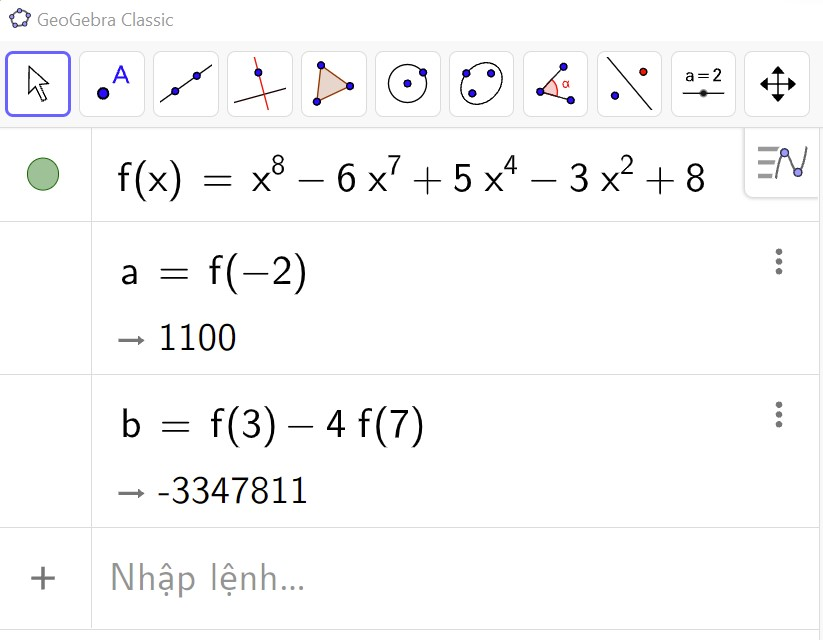 GeoGebra Classic
A α a=2
f(x) = x⁸ − 6 x⁷ + 5 x⁴ − 3 x² + 8
a = f(−2)
→ 1100
b = f(3) − 4 f(7)
→ -3347811
+ Nhập lệnh...